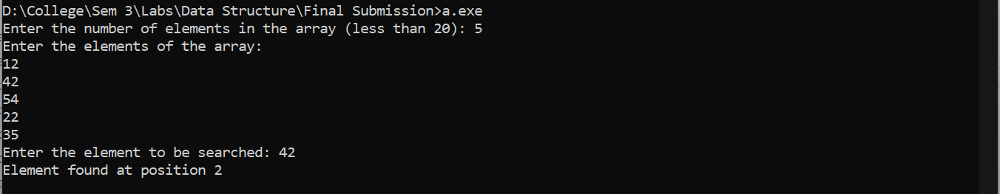 D:\College\Sem 3\Labs\Data Structure\Final Submission>a.exe
Enter the number of elements in the array (less than 20): 5
Enter the elements of the array:
12
42
54
22
35
Enter the element to be searched: 42
Element found at position 2